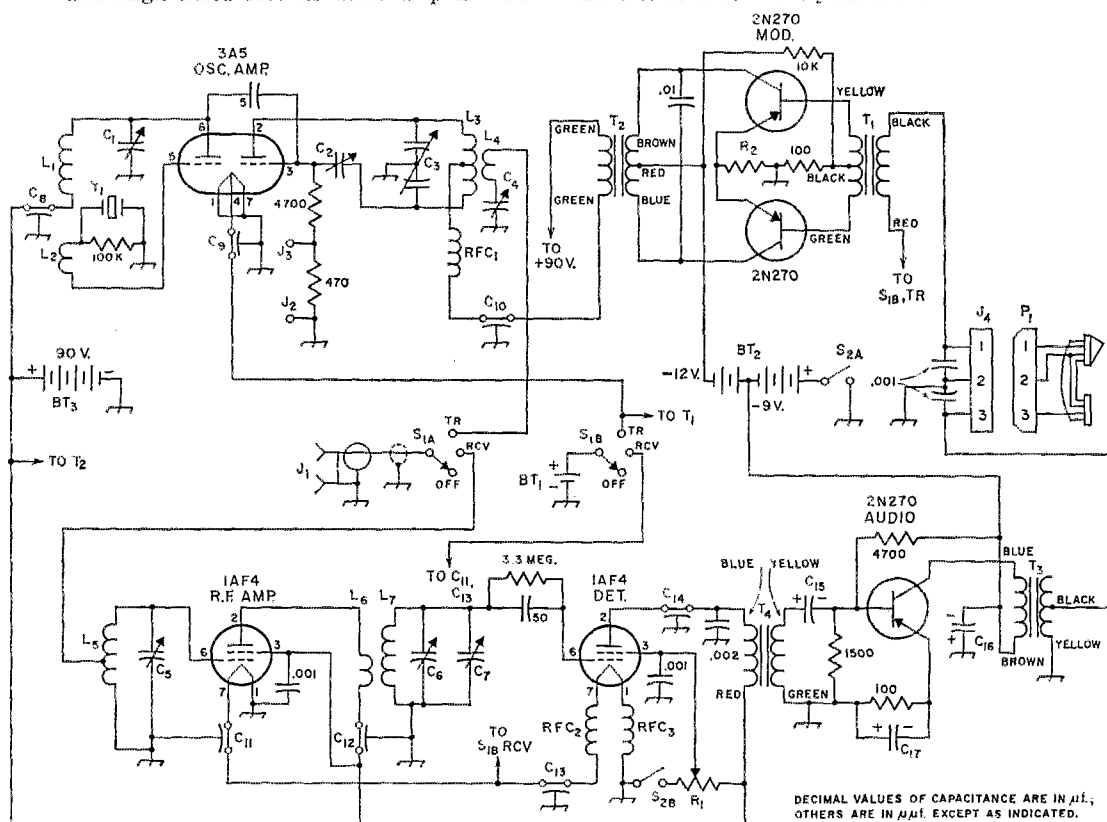 3A5
OSC. AMP.
2N270
MOD.
10K
5
6
2
5
3
1
4
7
L1
C1
C8
Y1
L2
100K
C9
4700
J3
470
J2
C2
C3
L3
L4
C4
RFC1
C10
GREEN
T2
BROWN
RED
BLUE
GREEN
TO
+90V.
.01
R2
100
BLACK
YELLOW
GREEN
T1
BLACK
RED
2N270
TO
S1B, TR
J4
P1
1
2
3
1
2
3
.001
90 V.
+
-
BT3
TO T2
-12V.
BT2
+
-9V.
S2A
TO T1
TR
S1A
RCV
OFF
J1
TR
S1B
RCV
OFF
BT1
+
-
TO C11,
C13
3.3 MEG.
50
1AF4
R.F. AMP.
L5
C5
6
2
3
7
1
.001
C11
L6
L7
C12
C6
C7
1AF4
DET.
2
6
3
7
1
.001
RFC2
RFC3
TO
S1B RCV
C13
S2B
R1
C14
.002
BLUE
YELLOW
T4
RED
GREEN
C15
+
-
1500
2N270
AUDIO
4700
100
+
-
C17
BLUE
T3
BROWN
BLACK
YELLOW
-
+
C16
DECIMAL VALUES OF CAPACITANCE ARE IN μf.;
OTHERS ARE IN μμf. EXCEPT AS INDICATED.